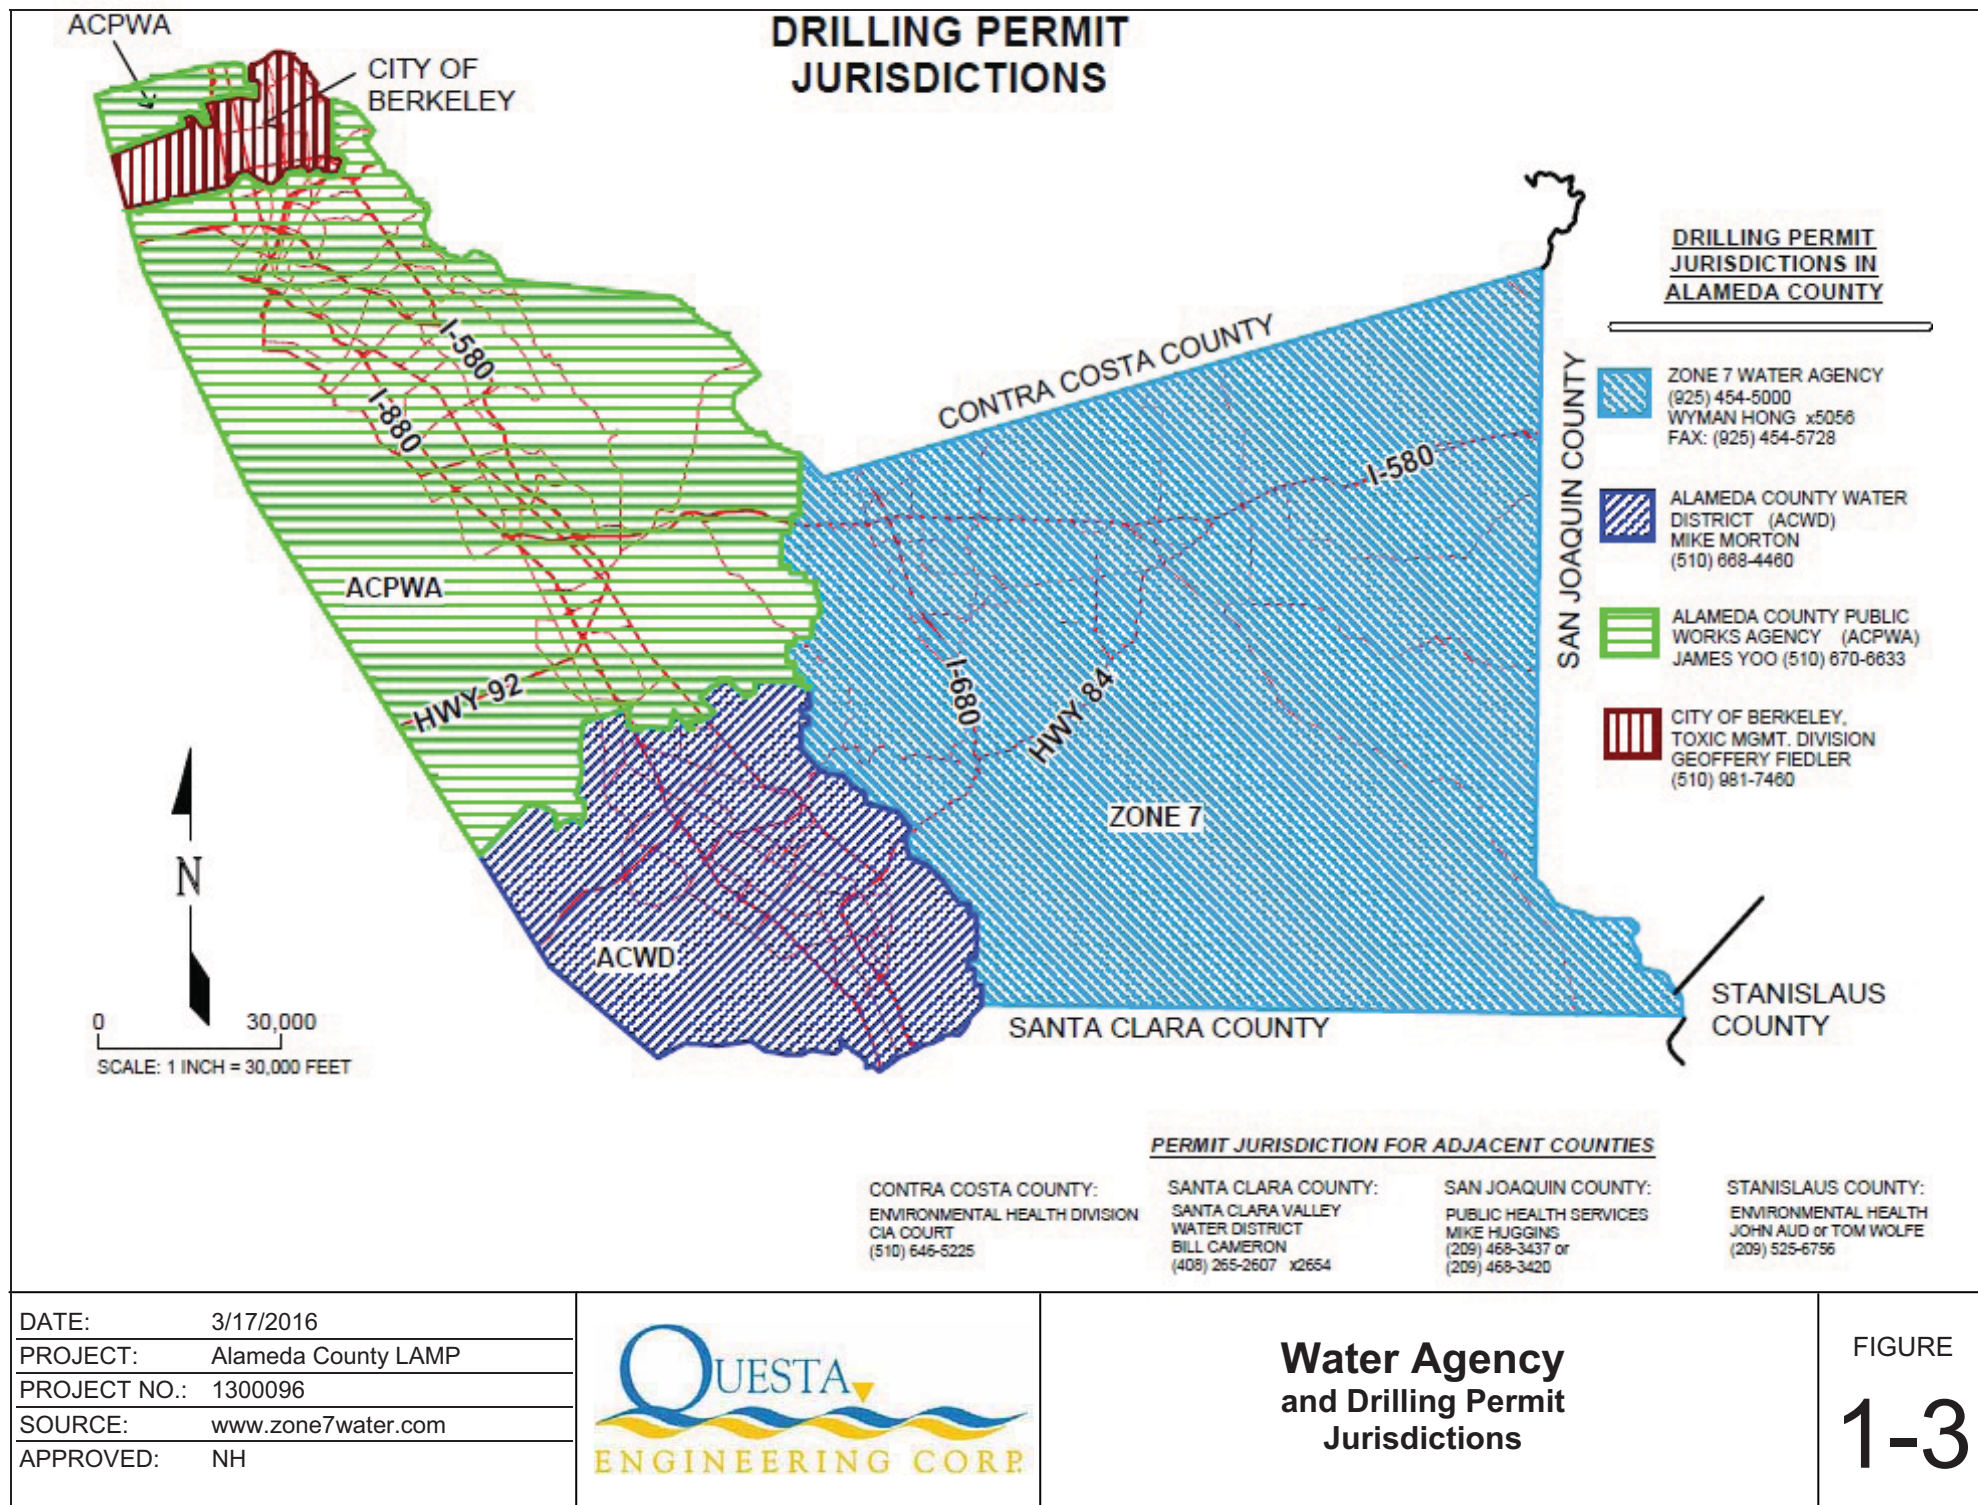 DRILLING PERMIT
JURISDICTIONS
ACPWA
CITY OF
BERKELEY
I-580
I-880
ACPWA
HWY 92
CONTRA COSTA COUNTY
I-580
I-680
HWY 84
ZONE 7
ACWD
SAN JOAQUIN COUNTY
SANTA CLARA COUNTY
STANISLAUS
COUNTY
N
0 30,000
SCALE: 1 INCH = 30,000 FEET
DRILLING PERMIT
JURISDICTIONS IN
ALAMEDA COUNTY
ZONE 7 WATER AGENCY
(925) 454-5000
WYMAN HONG x5056
FAX: (925) 454-5728
ALAMEDA COUNTY WATER
DISTRICT (ACWD)
MIKE MORTON
(510) 668-4460
ALAMEDA COUNTY PUBLIC
WORKS AGENCY (ACPWA)
JAMES YOO (510) 670-6633
CITY OF BERKELEY,
TOXIC MGMT. DIVISION
GEOFFERY FIEDLER
(510) 981-7460
PERMIT JURISDICTION FOR ADJACENT COUNTIES
CONTRA COSTA COUNTY:
ENVIRONMENTAL HEALTH DIVISION
CIA COURT
(510) 646-5225
SANTA CLARA COUNTY:
SANTA CLARA VALLEY
WATER DISTRICT
BILL CAMERON
(408) 265-2607 x2654
SAN JOAQUIN COUNTY:
PUBLIC HEALTH SERVICES
MIKE HUGGINS
(209) 468-3437 or
(209) 468-3420
STANISLAUS COUNTY:
ENVIRONMENTAL HEALTH
JOHN AUD or TOM WOLFE
(209) 525-6756
DATE: 3/17/2016
PROJECT: Alameda County LAMP
PROJECT NO.: 1300096
SOURCE: www.zone7water.com
APPROVED: NH
QUESTA
ENGINEERING CORP.
Water Agency
and Drilling Permit
Jurisdictions
FIGURE
1-3